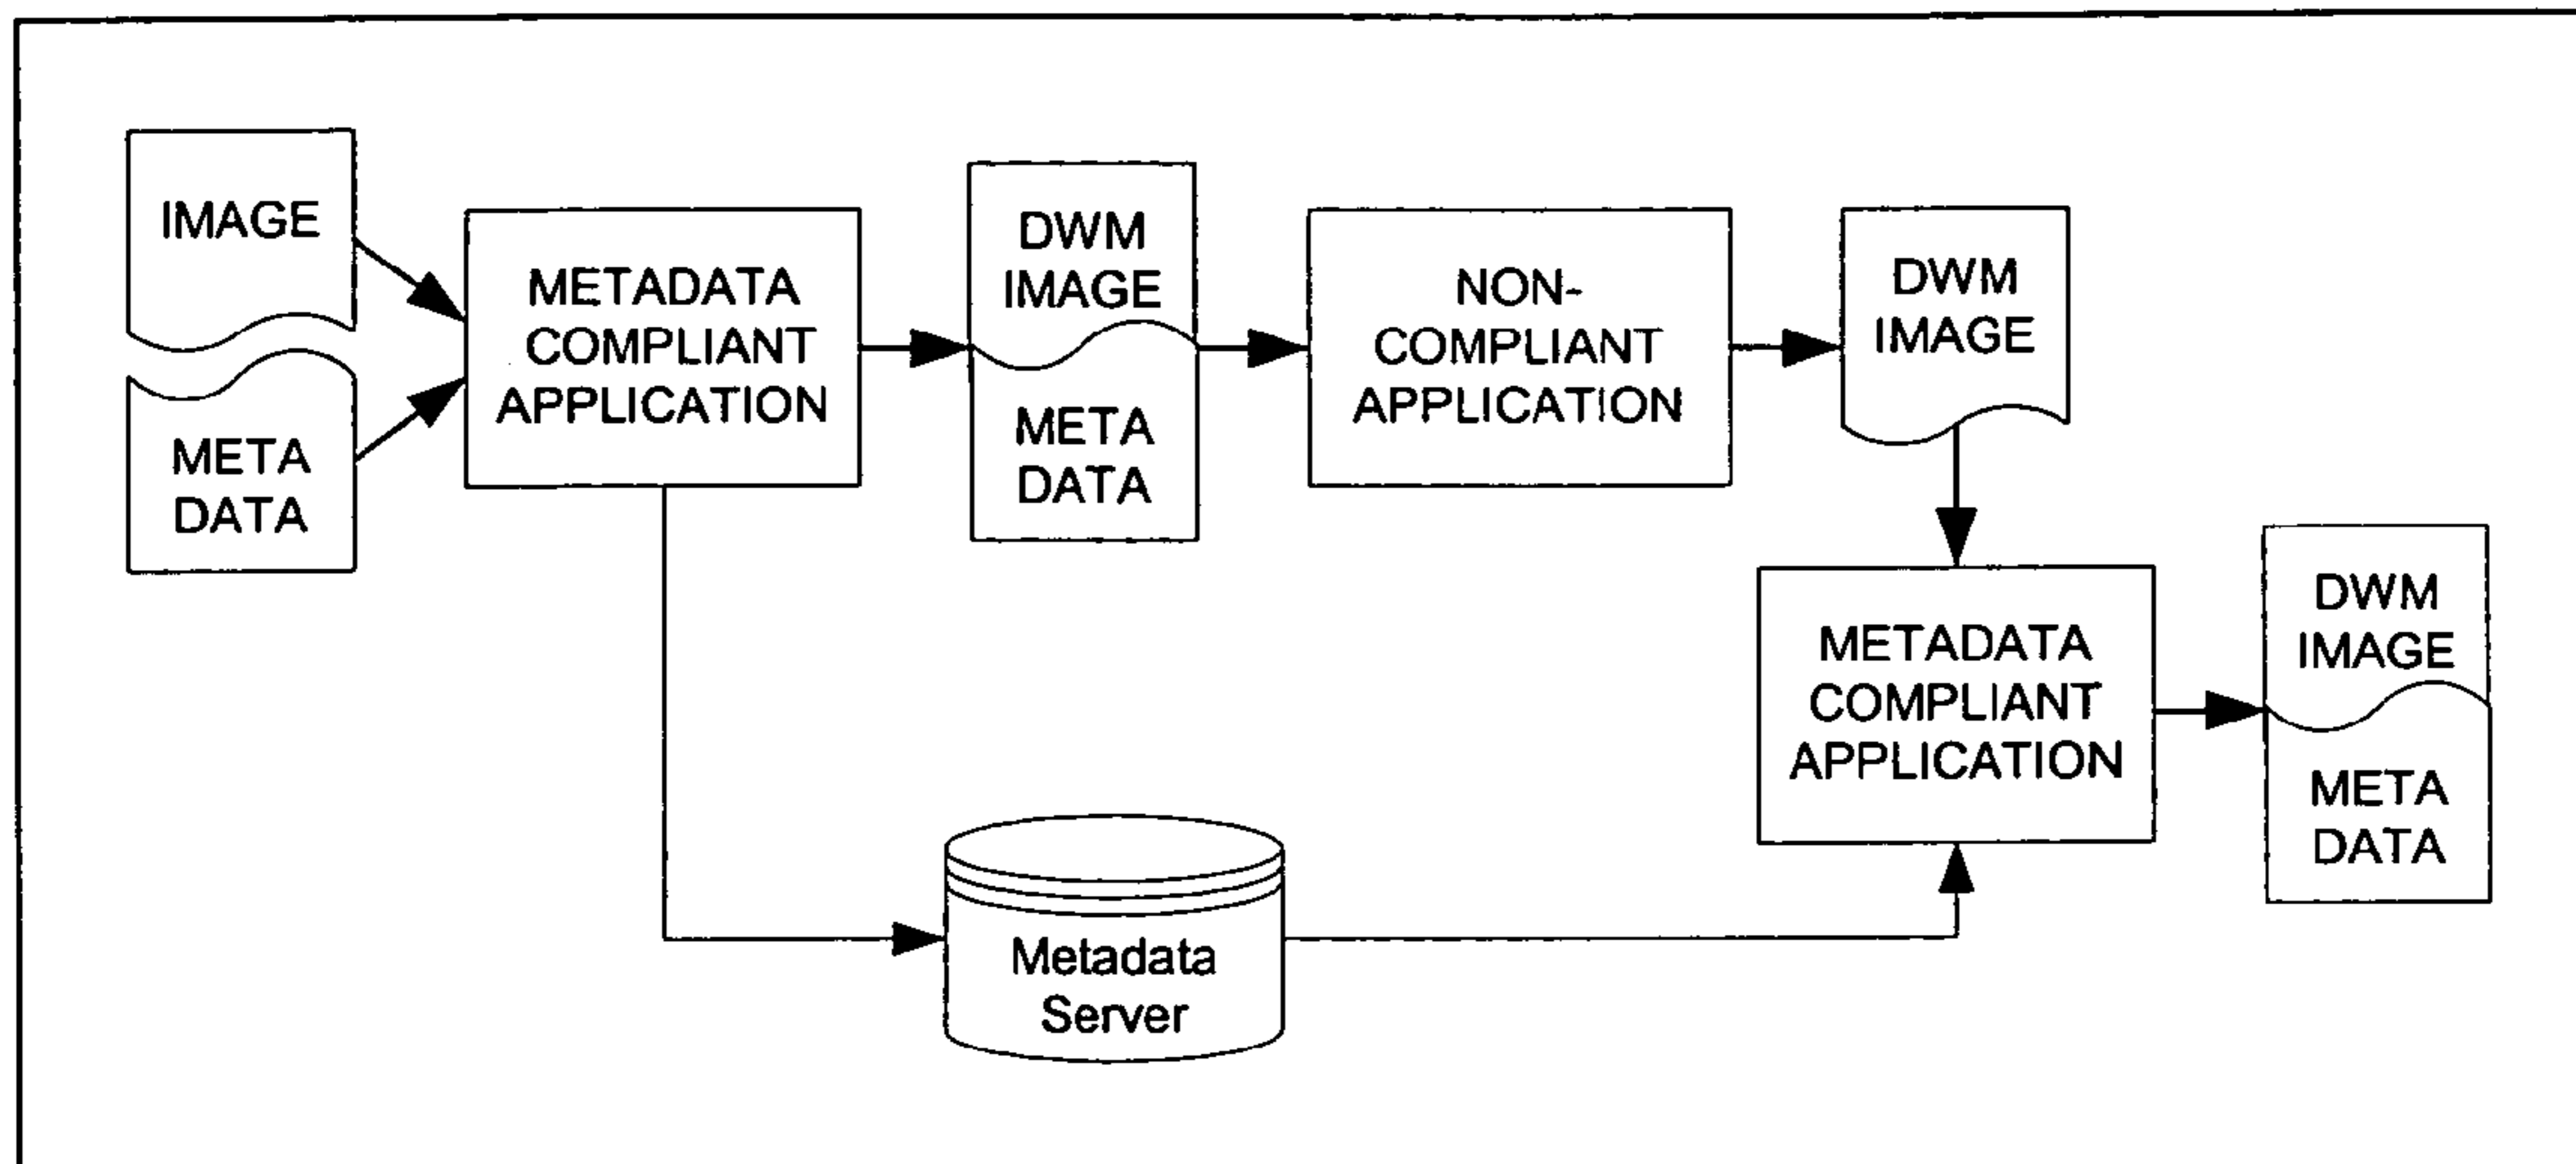 IMAGE
META
DATA
METADATA
COMPLIANT
APPLICATION
DWM
IMAGE
META
DATA
NON-
COMPLIANT
APPLICATION
DWM
IMAGE
METADATA
COMPLIANT
APPLICATION
DWM
IMAGE
META
DATA
Metadata
Server